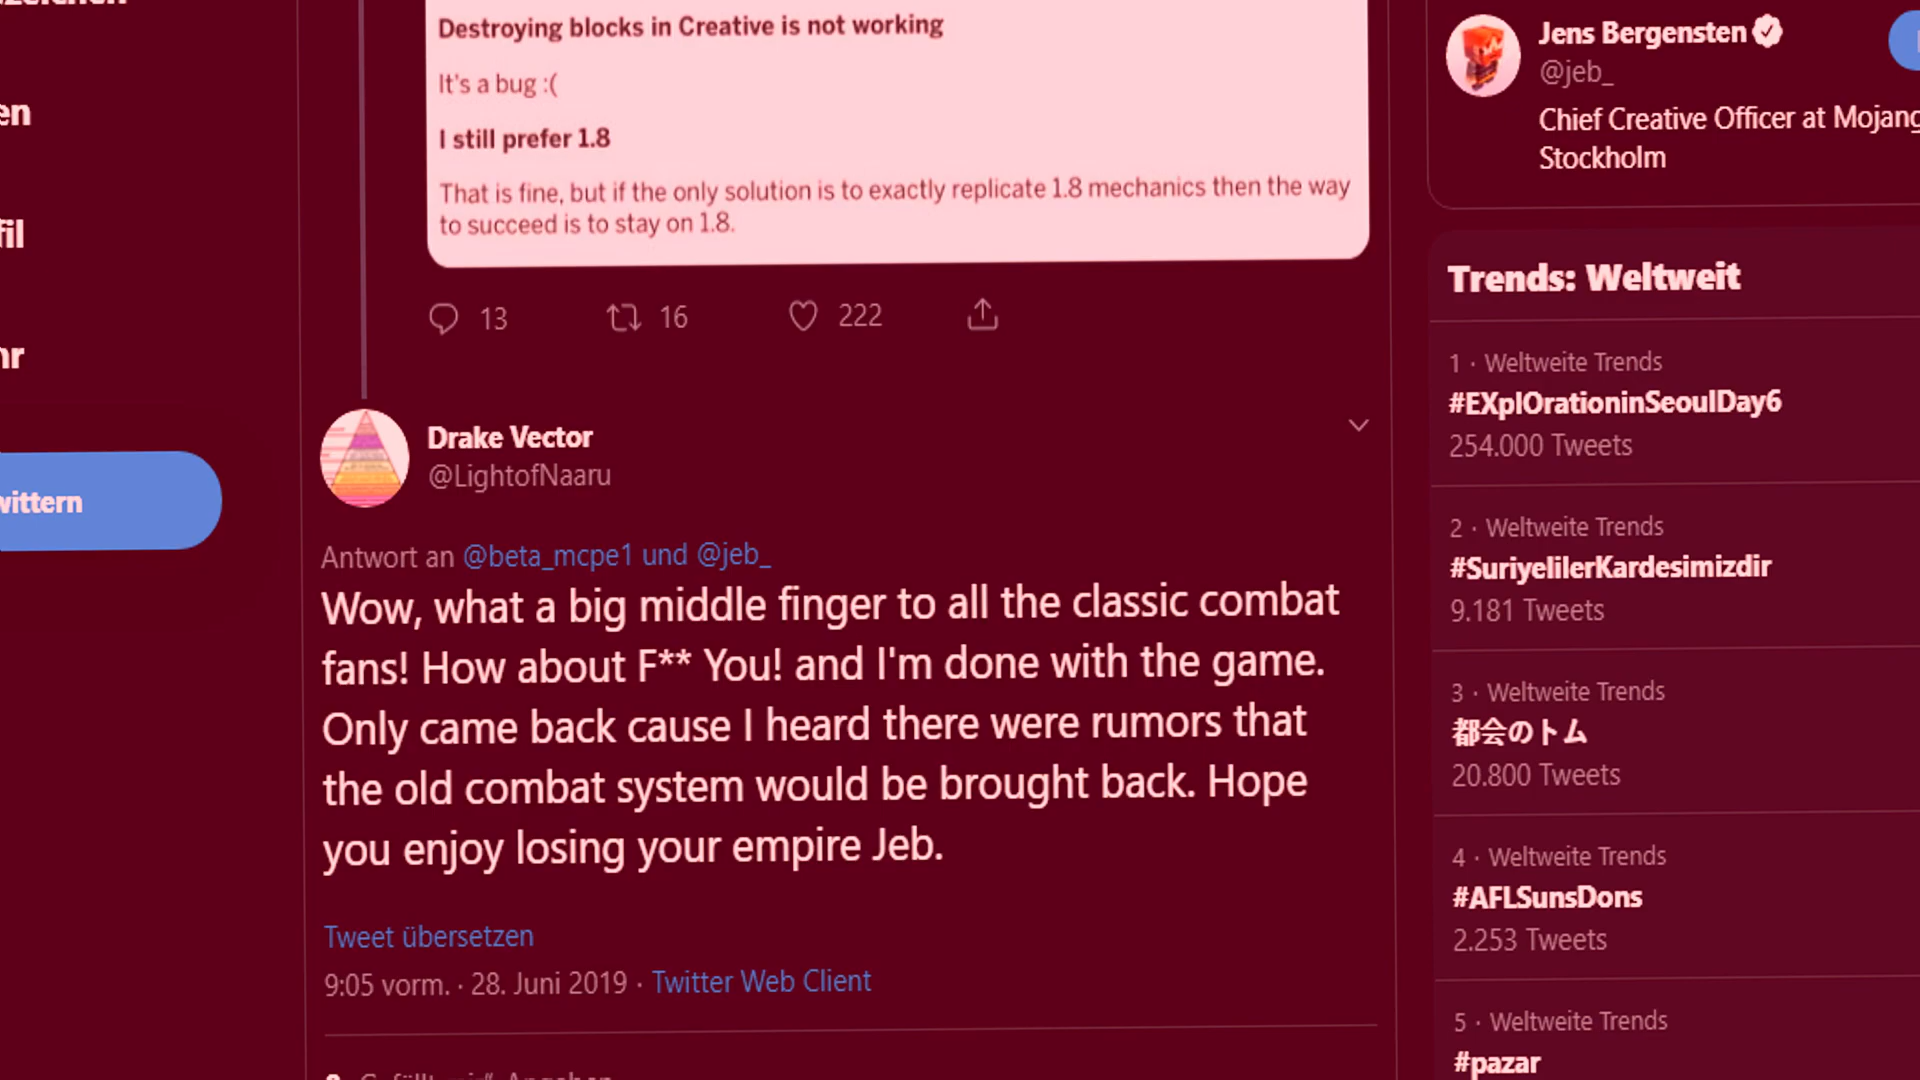 en
fil
hr
wittern
Destroying blocks in Creative is not working
It's a bug :(
I still prefer 1.8
That is fine, but if the only solution is to exactly replicate 1.8 mechanics then the way
to succeed is to stay on 1.8.
13 16 222
Drake Vector
@LightofNaaru
Antwort an @beta_mcpe1 und @jeb_
Wow, what a big middle finger to all the classic combat
fans! How about F** You! and I'm done with the game.
Only came back cause I heard there were rumors that
the old combat system would be brought back. Hope
you enjoy losing your empire Jeb.
Tweet übersetzen
9:05 vorm. · 28. Juni 2019 · Twitter Web Client
Jens Bergensten
@jeb_
Chief Creative Officer at Mojang
Stockholm
Trends: Weltweit
1 · Weltweite Trends
#EXplOrationinSeoulDay6
254.000 Tweets
2 · Weltweite Trends
#SuriyelilerKardesimizdir
9.181 Tweets
3 · Weltweite Trends
都会のトム
20.800 Tweets
4 · Weltweite Trends
#AFLSunsDons
2.253 Tweets
5 · Weltweite Trends
#pazar